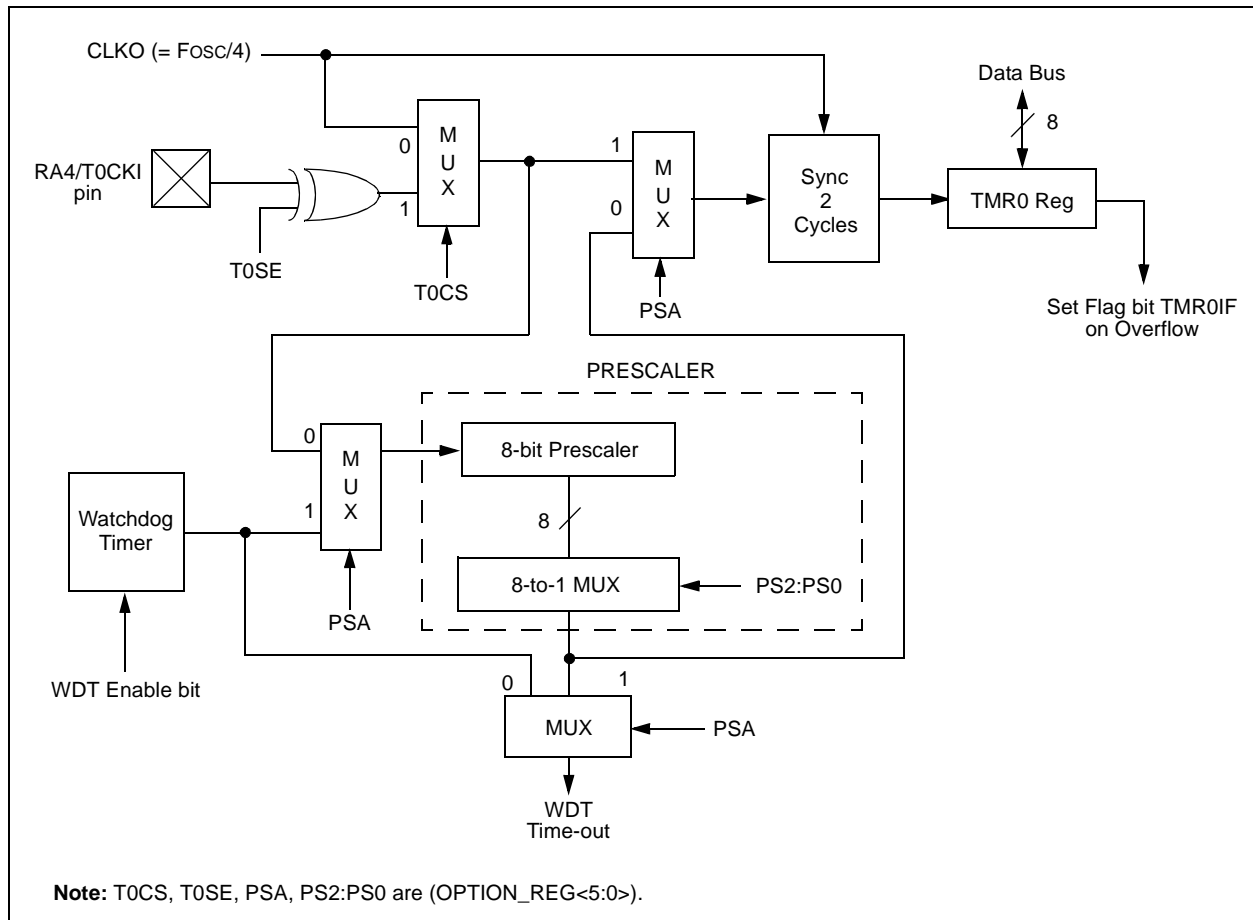 CLKO (= FOSC/4)
Data Bus
8
M
U
X
0
1
RA4/T0CKI
pin
T0SE
T0CS
1
0
M
U
X
PSA
Sync
2
Cycles
TMR0 Reg
Set Flag bit TMR0IF
on Overflow
PRESCALER
0
1
M
U
X
PSA
8-bit Prescaler
8
8-to-1 MUX
PS2:PS0
Watchdog
Timer
WDT Enable bit
0
1
MUX
PSA
WDT
Time-out
Note: T0CS, T0SE, PSA, PS2:PS0 are (OPTION_REG<5:0>).